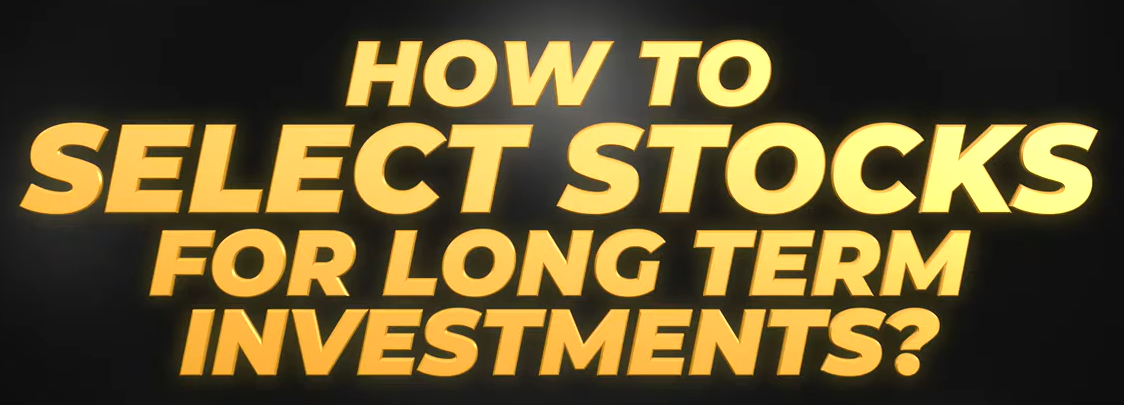 HOW TO
SELECT STOCKS
FOR LONG TERM
INVESTMENTS?